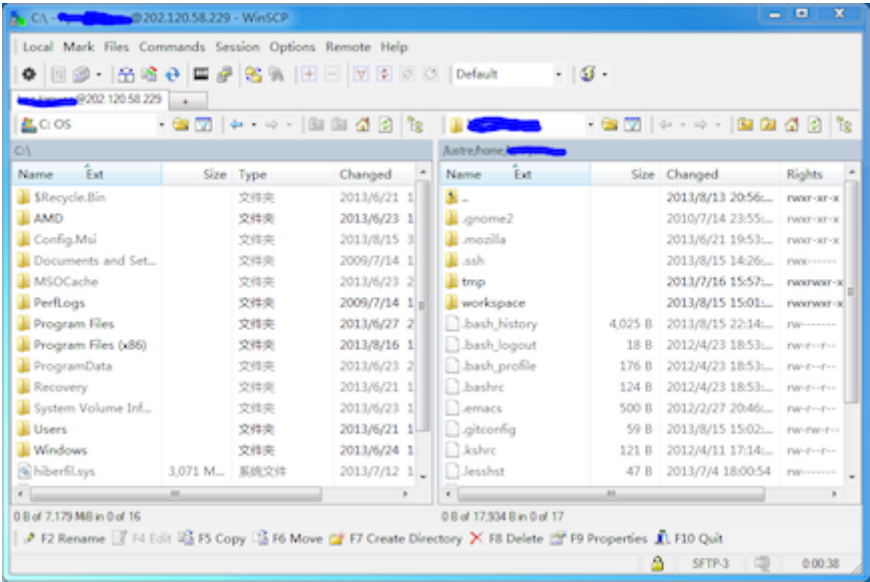 C:\ - @202.120.58.229 - WinSCP
Local Mark Files Commands Session Options Remote Help
Default
@202.120.58.229
C: OS
C:\
/lustre/home/
Name Ext Size Type Changed
Name Ext Size Changed Rights
$Recycle.Bin 文件夹 2013/6/21 1
AMD 文件夹 2013/6/23 1
Config.Msi 文件夹 2013/8/15 3
Documents and Set... 文件夹 2009/7/14 1
MSOCache 文件夹 2013/6/23 2
PerfLogs 文件夹 2009/7/14 1
Program Files 文件夹 2013/6/27 2
Program Files (x86) 文件夹 2013/8/16 1
ProgramData 文件夹 2013/6/23 2
Recovery 文件夹 2013/6/21 1
System Volume Inf... 文件夹 2013/6/23 1
Users 文件夹 2013/6/21 1
Windows 文件夹 2013/6/24 1
hiberfil.sys 3,071 M... 系统文件 2013/7/12 1
.. 2013/8/13 20:56:... rwxr-xr-x
.gnome2 2010/7/14 23:55:... rwxr-xr-x
.mozilla 2013/6/21 19:53:... rwxr-xr-x
.ssh 2013/8/15 14:26:... rwx------
tmp 2013/7/16 15:57:... rwxrwxr-x
workspace 2013/8/15 15:01:... rwxrwxr-x
.bash_history 4,025 B 2013/8/15 22:14:... rw-------
.bash_logout 18 B 2012/4/23 18:53:... rw-r--r--
.bash_profile 176 B 2012/4/23 18:53:... rw-r--r--
.bashrc 124 B 2012/4/23 18:53:... rw-r--r--
.emacs 500 B 2012/2/27 20:46:... rw-r--r--
.gitconfig 59 B 2013/8/15 15:02:... rw-rw-r--
.kshrc 121 B 2012/4/11 17:14:... rw-r--r--
.lesshst 47 B 2013/7/4 18:00:54 rw-------
0 B of 7,179 MiB in 0 of 16
0 B of 17,934 B in 0 of 17
F2 Rename F4 Edit F5 Copy F6 Move F7 Create Directory F8 Delete F9 Properties F10 Quit
SFTP-3 0:00:38